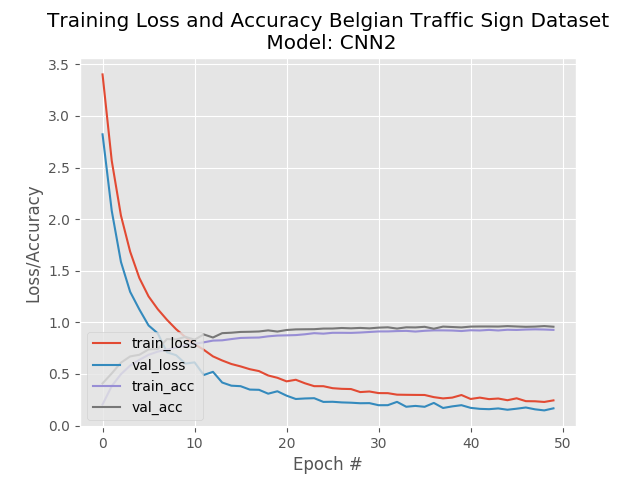 Training Loss and Accuracy Belgian Traffic Sign Dataset
Model: CNN2
3.5
3.0
2.5
2.0
1.5
1.0
0.5
0.0
Loss/Accuracy
train_loss
val_loss
train_acc
val_acc
0 10 20 30 40 50
Epoch #